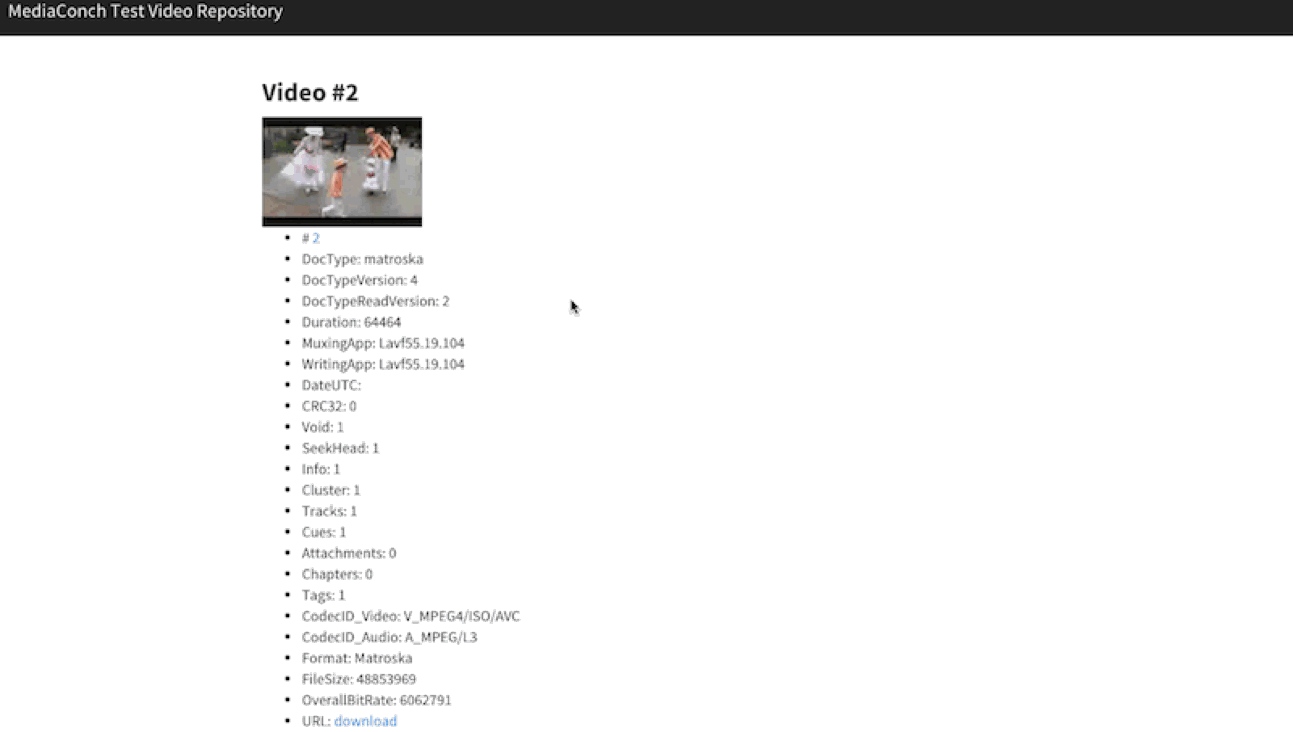 MediaConch Test Video Repository
Video #2
# 2
DocType: matroska
DocTypeVersion: 4
DocTypeReadVersion: 2
Duration: 64464
MuxingApp: Lavf55.19.104
WritingApp: Lavf55.19.104
DateUTC:
CRC32: 0
Void: 1
SeekHead: 1
Info: 1
Cluster: 1
Tracks: 1
Cues: 1
Attachments: 0
Chapters: 0
Tags: 1
CodecID_Video: V_MPEG4/ISO/AVC
CodecID_Audio: A_MPEG/L3
Format: Matroska
FileSize: 48853969
OverallBitRate: 6062791
URL: download